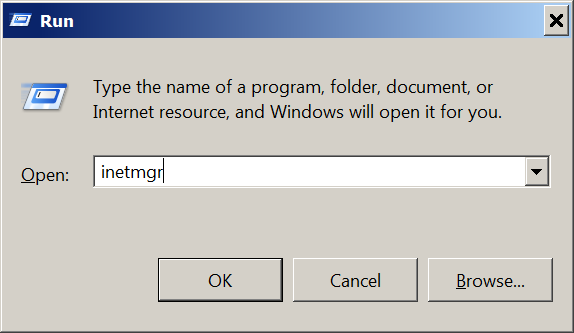 Run
Type the name of a program, folder, document, or
Internet resource, and Windows will open it for you.
Open: inetmgr
OK Cancel Browse...